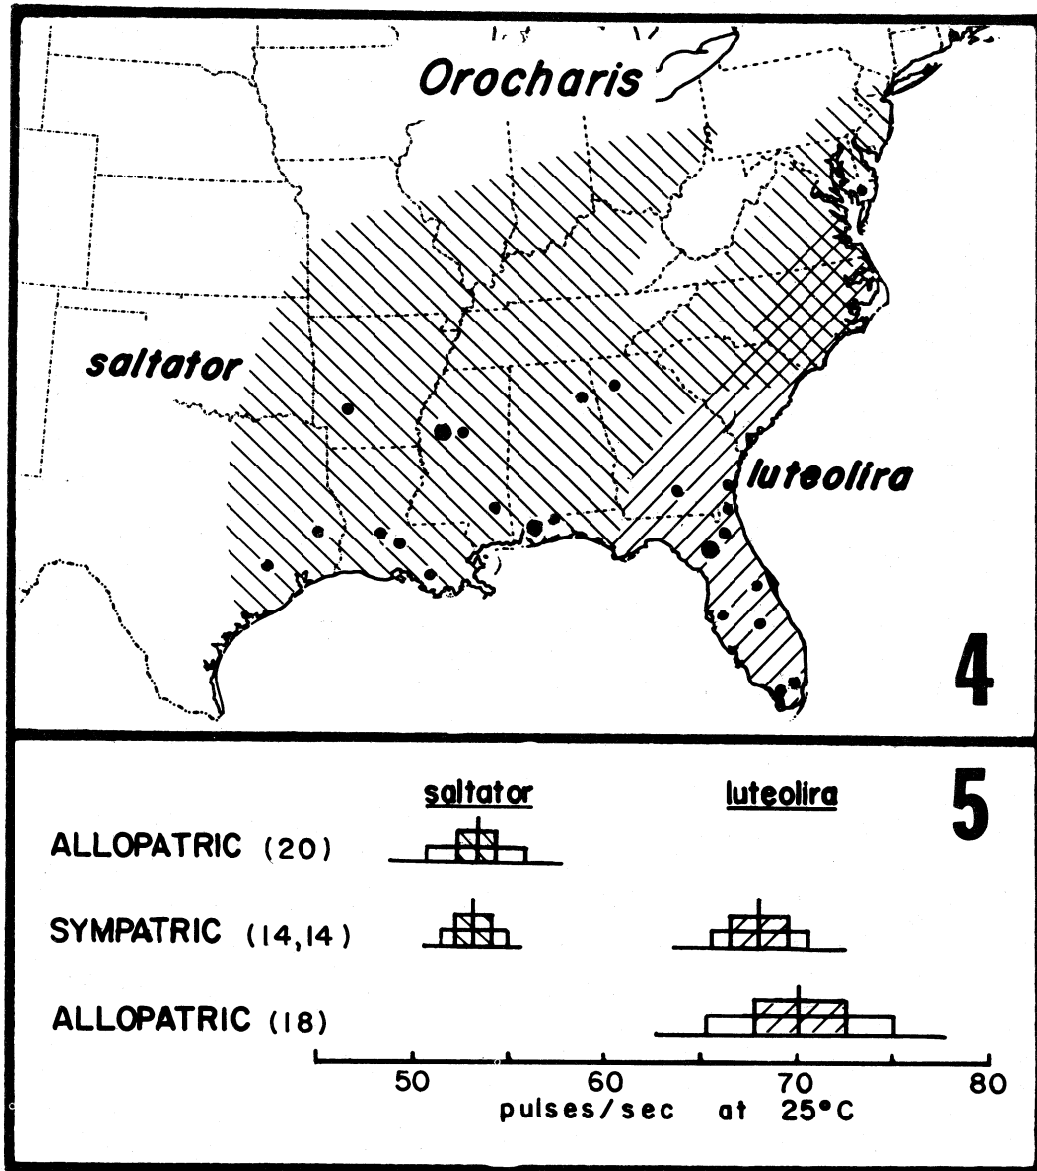 Orocharis
saltator
luteolira
4
5
saltator luteolira
ALLOPATRIC (20)
SYMPATRIC (14,14)
ALLOPATRIC (18)
50 60 70 80
pulses/sec at 25°C